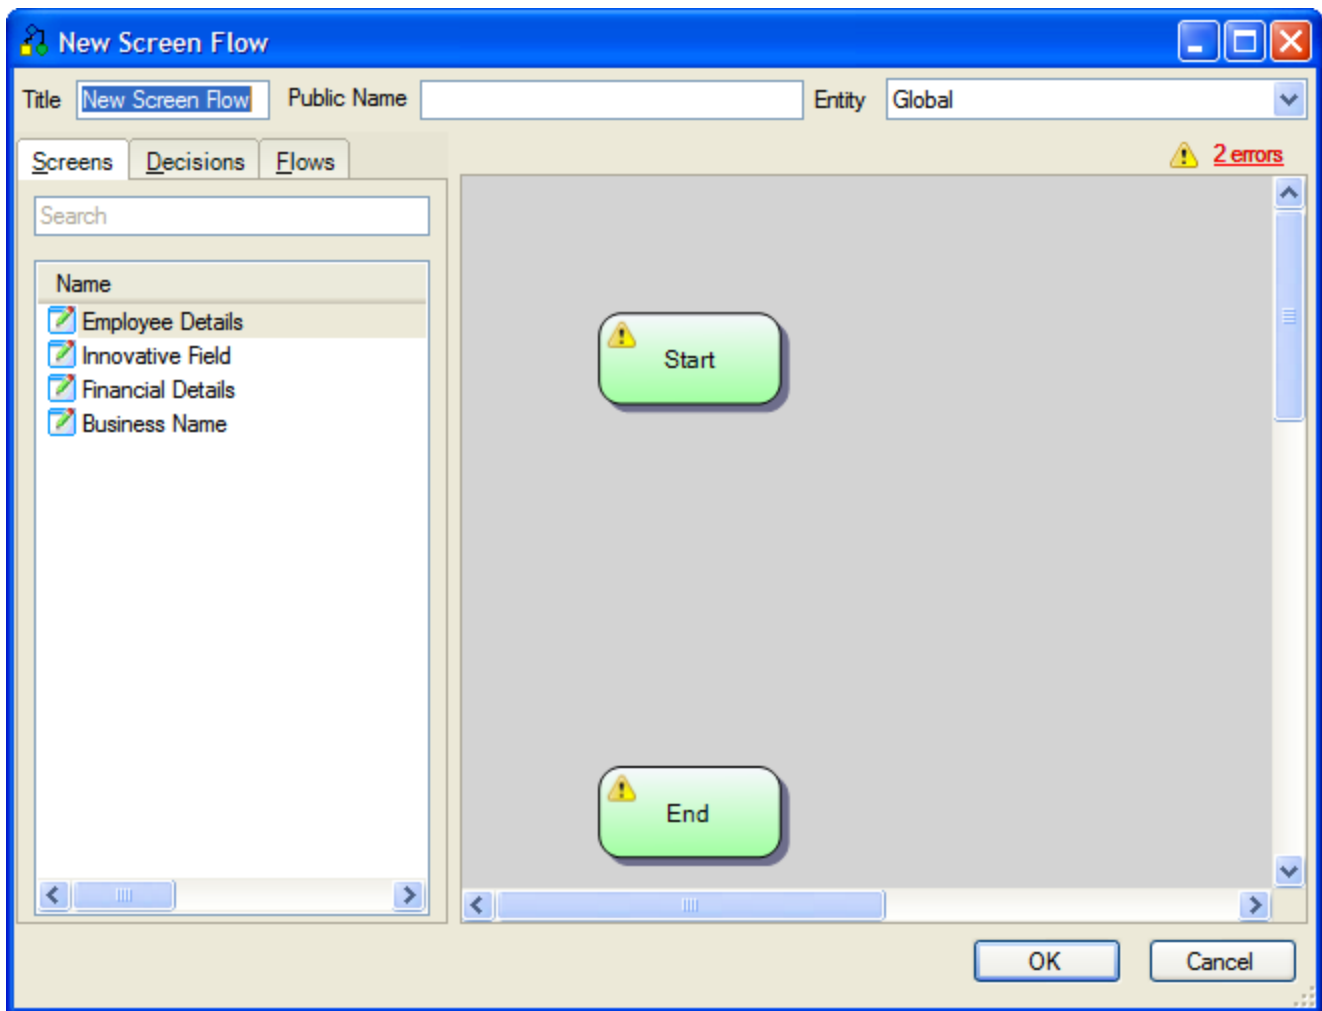 New Screen Flow
Title New Screen Flow Public Name Entity Global
Screens Decisions Flows 2 errors
Search
Name
Employee Details
Innovative Field
Financial Details
Business Name
Start
End
OK Cancel